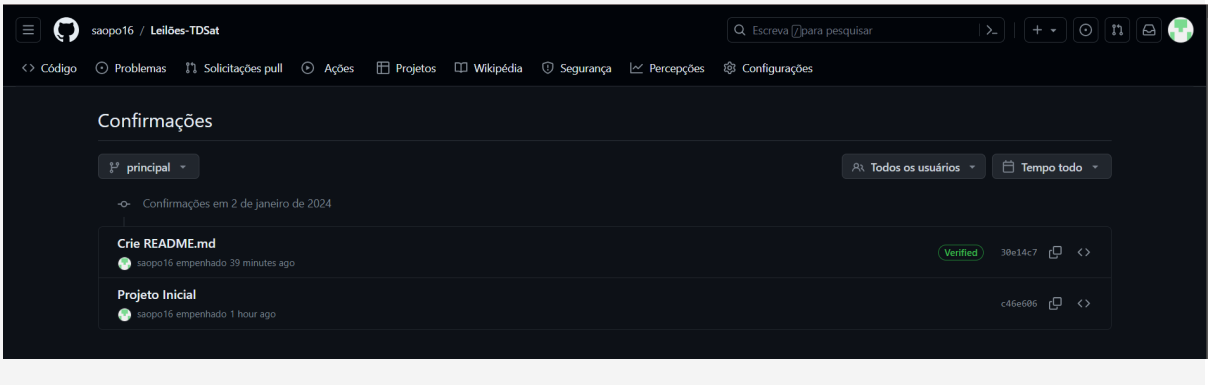 saopo16 / Leilões-TDSat
Escreva [/]para pesquisar
Código Problemas Solicitações pull Ações Projetos Wikipédia Segurança Percepções Configurações
Confirmações
principal
Todos os usuários Tempo todo
Confirmações em 2 de janeiro de 2024
Crie README.md
saopo16 empenhado 39 minutes ago
Verified 30e14c7
Projeto Inicial
saopo16 empenhado 1 hour ago
c46e606